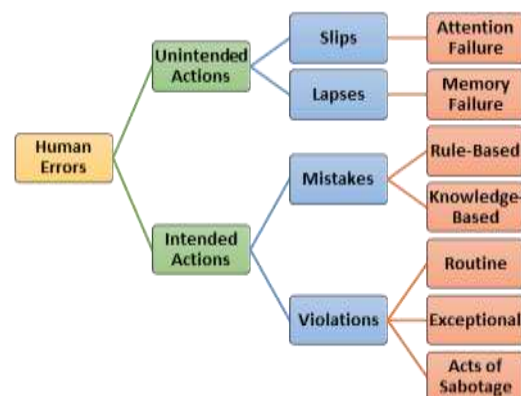 Human
Errors
Unintended
Actions
Intended
Actions
Slips
Lapses
Mistakes
Violations
Attention
Failure
Memory
Failure
Rule-Based
Knowledge-
Based
Routine
Exceptional
Acts of
Sabotage